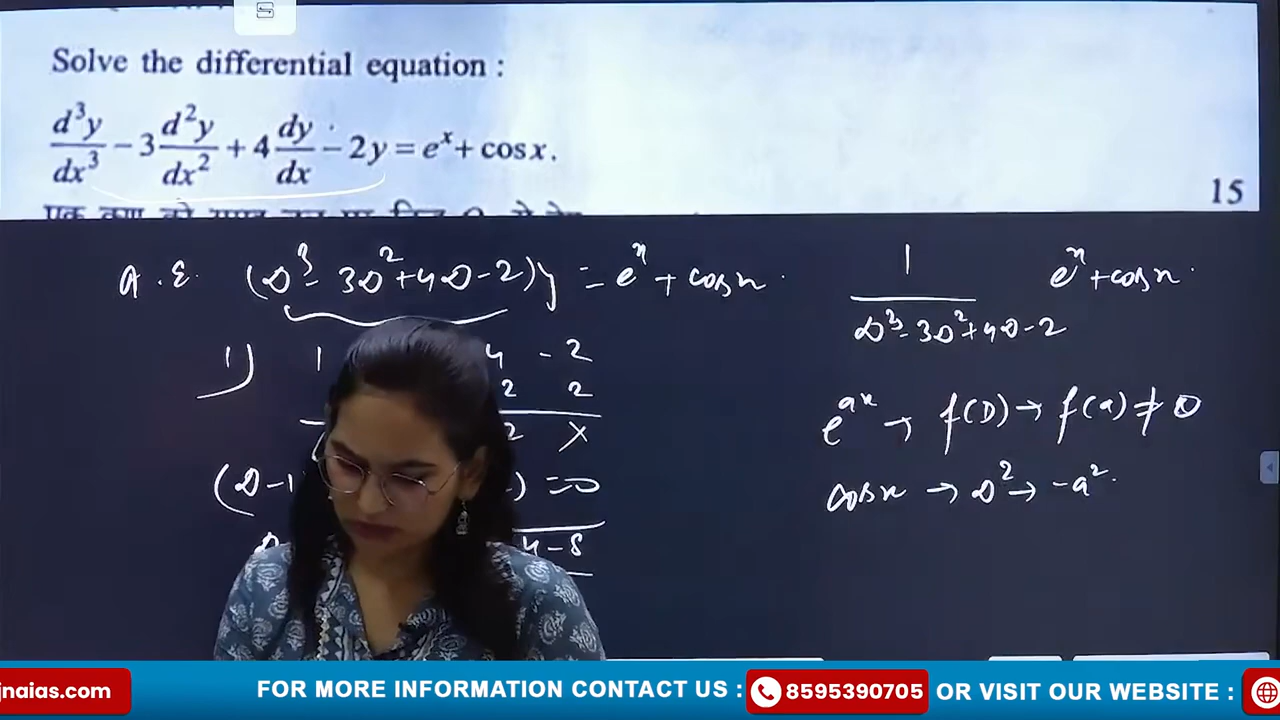 Solve the differential equation :
d³y/dx³ − 3 d²y/dx² + 4 dy/dx − 2y = eˣ + cos x.
15
A.E. (D³ − 3D² + 4D − 2)y = eˣ + cos x.
1/(D³ − 3D² + 4D − 2) eˣ + cos x.
1) 1 4 −2
2 2
2 X
(D−1 ) = 0
4−8
e^{ax} → f(D) → f(a) ≠ 0
cos x → D² → −a².
jnaias.com
FOR MORE INFORMATION CONTACT US : 8595390705 OR VISIT OUR WEBSITE :